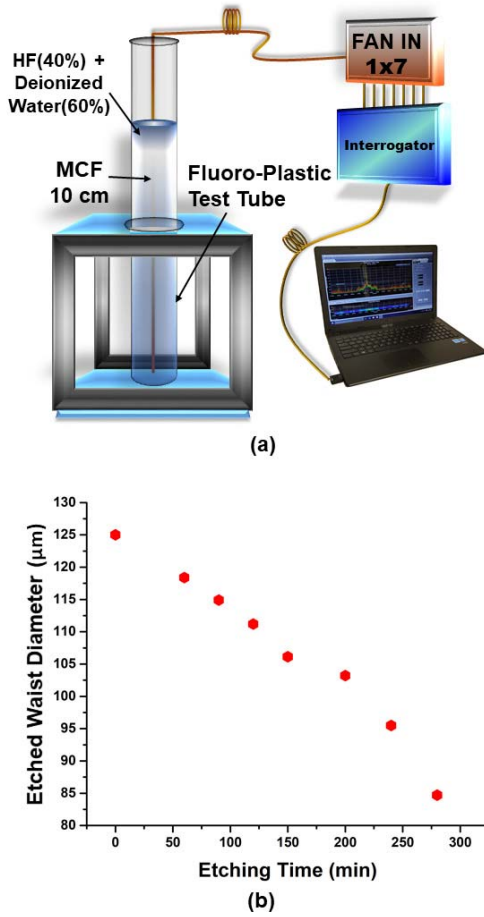 HF(40%) +
Deionized
Water(60%)
MCF
10 cm
Fluoro-Plastic
Test Tube
FAN IN
1x7
Interrogator
(a)
Etched Waist Diameter (μm)
130
125
120
115
110
105
100
95
90
85
80
0
50
100
150
200
250
300
Etching Time (min)
(b)